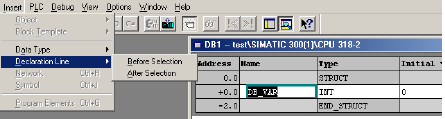 Insert PLC Debug View Options Window Help
Object
Block Template
Data Type
Declaration Line
Network Ctrl+R
Symbol Ctrl+J
Program Elements Ctrl+K
Before Selection
After Selection
DB1 -- test\SIMATIC 300(1)\CPU 318-2
Address Name Type Initial
0.0 STRUCT
+0.0 DB_VAR INT 0
=2.0 END_STRUCT